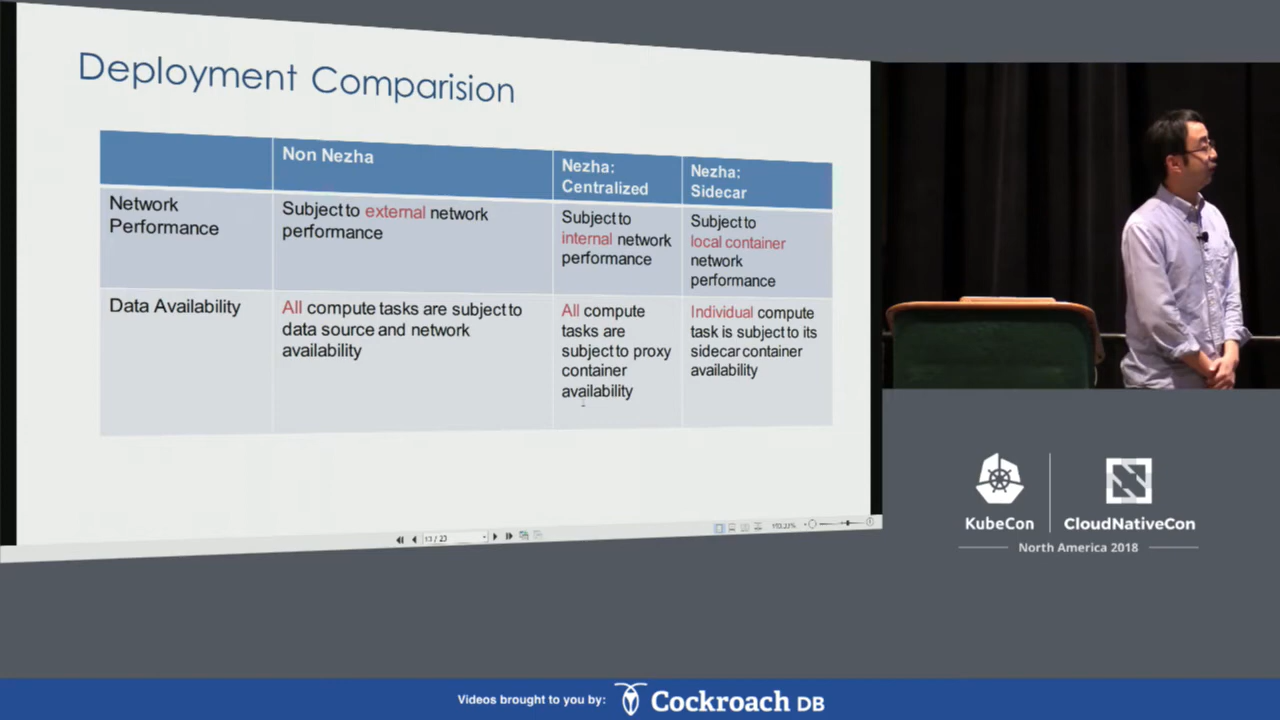 Deployment Comparision
Non Nezha
Nezha:
Centralized
Nezha:
Sidecar
Network
Performance
Subject to external network
performance
Subject to
internal network
performance
Subject to
local container
network
performance
Data Availability
All compute tasks are subject to
data source and network
availability
All compute
tasks are
subject to proxy
container
availability
Individual compute
task is subject to its
sidecar container
availability
13 / 23
KubeCon
CloudNativeCon
North America 2018
Videos brought to you by:
Cockroach DB